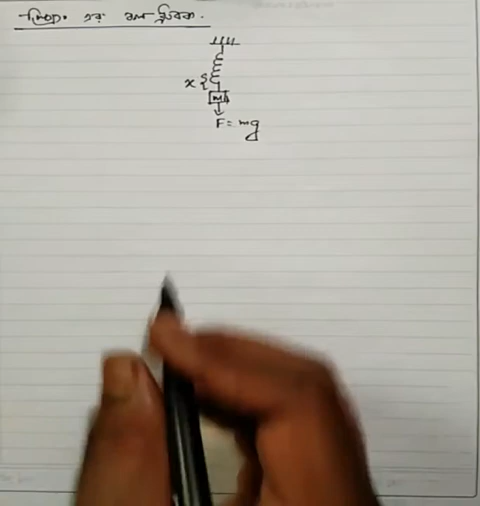 স্প্রিং এর বল ধ্রুবক.
x
m
F = mg